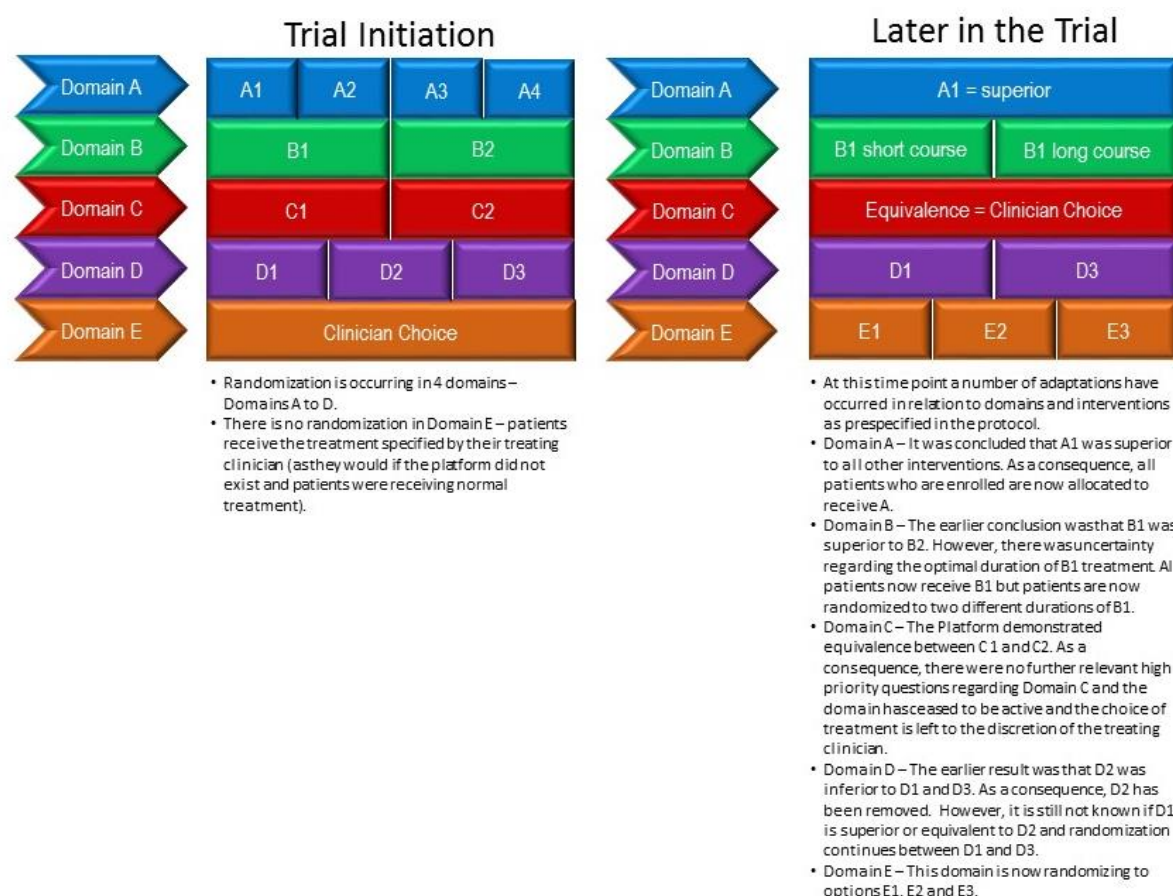 Trial Initiation
Domain A
A1
A2
A3
A4
Domain B
B1
B2
Domain C
C1
C2
Domain D
D1
D2
D3
Domain E
Clinician Choice
• Randomization is occurring in 4 domains –
Domains A to D.
• There is no randomization in Domain E – patients
receive the treatment specified by their treating
clinician (as they would if the platform did not
exist and patients were receiving normal
treatment).
Later in the Trial
Domain A
A1 = superior
Domain B
B1 short course
B1 long course
Domain C
Equivalence = Clinician Choice
Domain D
D1
D3
Domain E
E1
E2
E3
• At this time point a number of adaptations have
occurred in relation to domains and interventions
as prespecified in the protocol.
• Domain A – It was concluded that A1 was superior
to all other interventions. As a consequence, all
patients who are enrolled are now allocated to
receive A.
• Domain B – The earlier conclusion was that B1 was
superior to B2. However, there was uncertainty
regarding the optimal duration of B1 treatment. Al
patients now receive B1 but patients are now
randomized to two different durations of B1.
• Domain C – The Platform demonstrated
equivalence between C1 and C2. As a
consequence, there were no further relevant high
priority questions regarding Domain C and the
domain has ceased to be active and the choice of
treatment is left to the discretion of the treating
clinician.
• Domain D – The earlier result was that D2 was
inferior to D1 and D3. As a consequence, D2 has
been removed. However, it is still not known if D1
is superior or equivalent to D2 and randomization
continues between D1 and D3.
• Domain E – This domain is now randomizing to
options E1, E2 and E3.